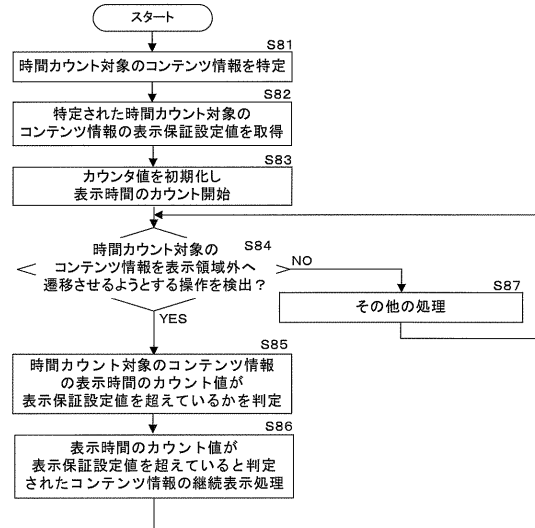 スタート
S81
時間カウント対象のコンテンツ情報を特定
S82
特定された時間カウント対象の
コンテンツ情報の表示保証設定値を取得
S83
カウンタ値を初期化し
表示時間のカウント開始
S84
時間カウント対象の
コンテンツ情報を表示領域外へ
遷移させるようとする操作を検出？
NO
S87
その他の処理
YES
S85
時間カウント対象のコンテンツ情報
の表示時間のカウント値が
表示保証設定値を超えているかを判定
S86
表示時間のカウント値が
表示保証設定値を超えていると判定
されたコンテンツ情報の継続表示処理